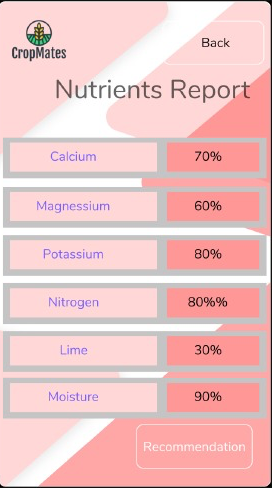 CropMates
Back
Nutrients Report
Calcium 70%
Magnessium 60%
Potassium 80%
Nitrogen 80%%
Lime 30%
Moisture 90%
Recommendation